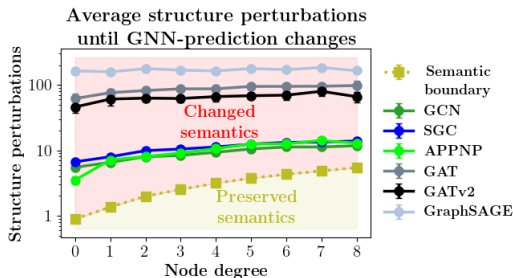 Average structure perturbations
until GNN-prediction changes
Structure perturbations
100
10
1
Changed
semantics
Preserved
semantics
0 1 2 3 4 5 6 7 8
Node degree
Semantic
boundary
GCN
SGC
APPNP
GAT
GATv2
GraphSAGE